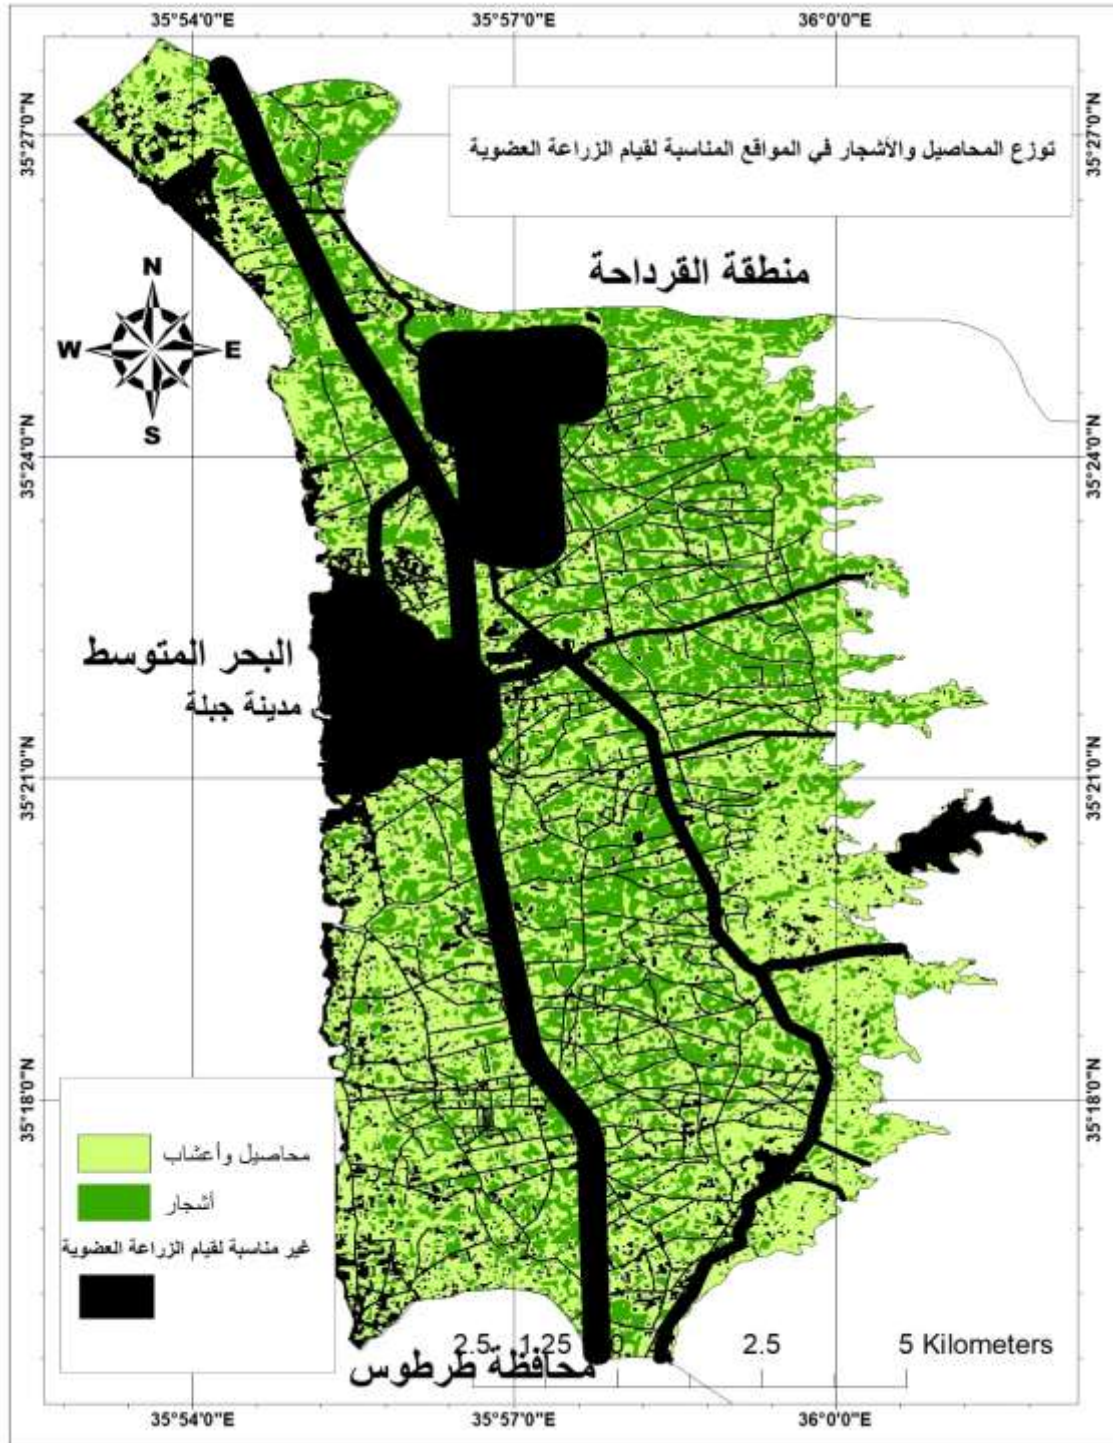 35°54'0"E 35°57'0"E 36°0'0"E
35°27'0"N 35°27'0"N
توزع المحاصيل والأشجار في المواقع المناسبة لقيام الزراعة العضوية
منطقة القرداحة
N
W E
S
35°24'0"N 35°24'0"N
البحر المتوسط
مدينة جبلة
35°21'0"N 35°21'0"N
35°18'0"N 35°18'0"N
محاصيل وأعشاب
أشجار
غير مناسبة لقيام الزراعة العضوية
2.5 1.25 0 2.5 5 Kilometers
محافظة طرطوس
35°54'0"E 35°57'0"E 36°0'0"E